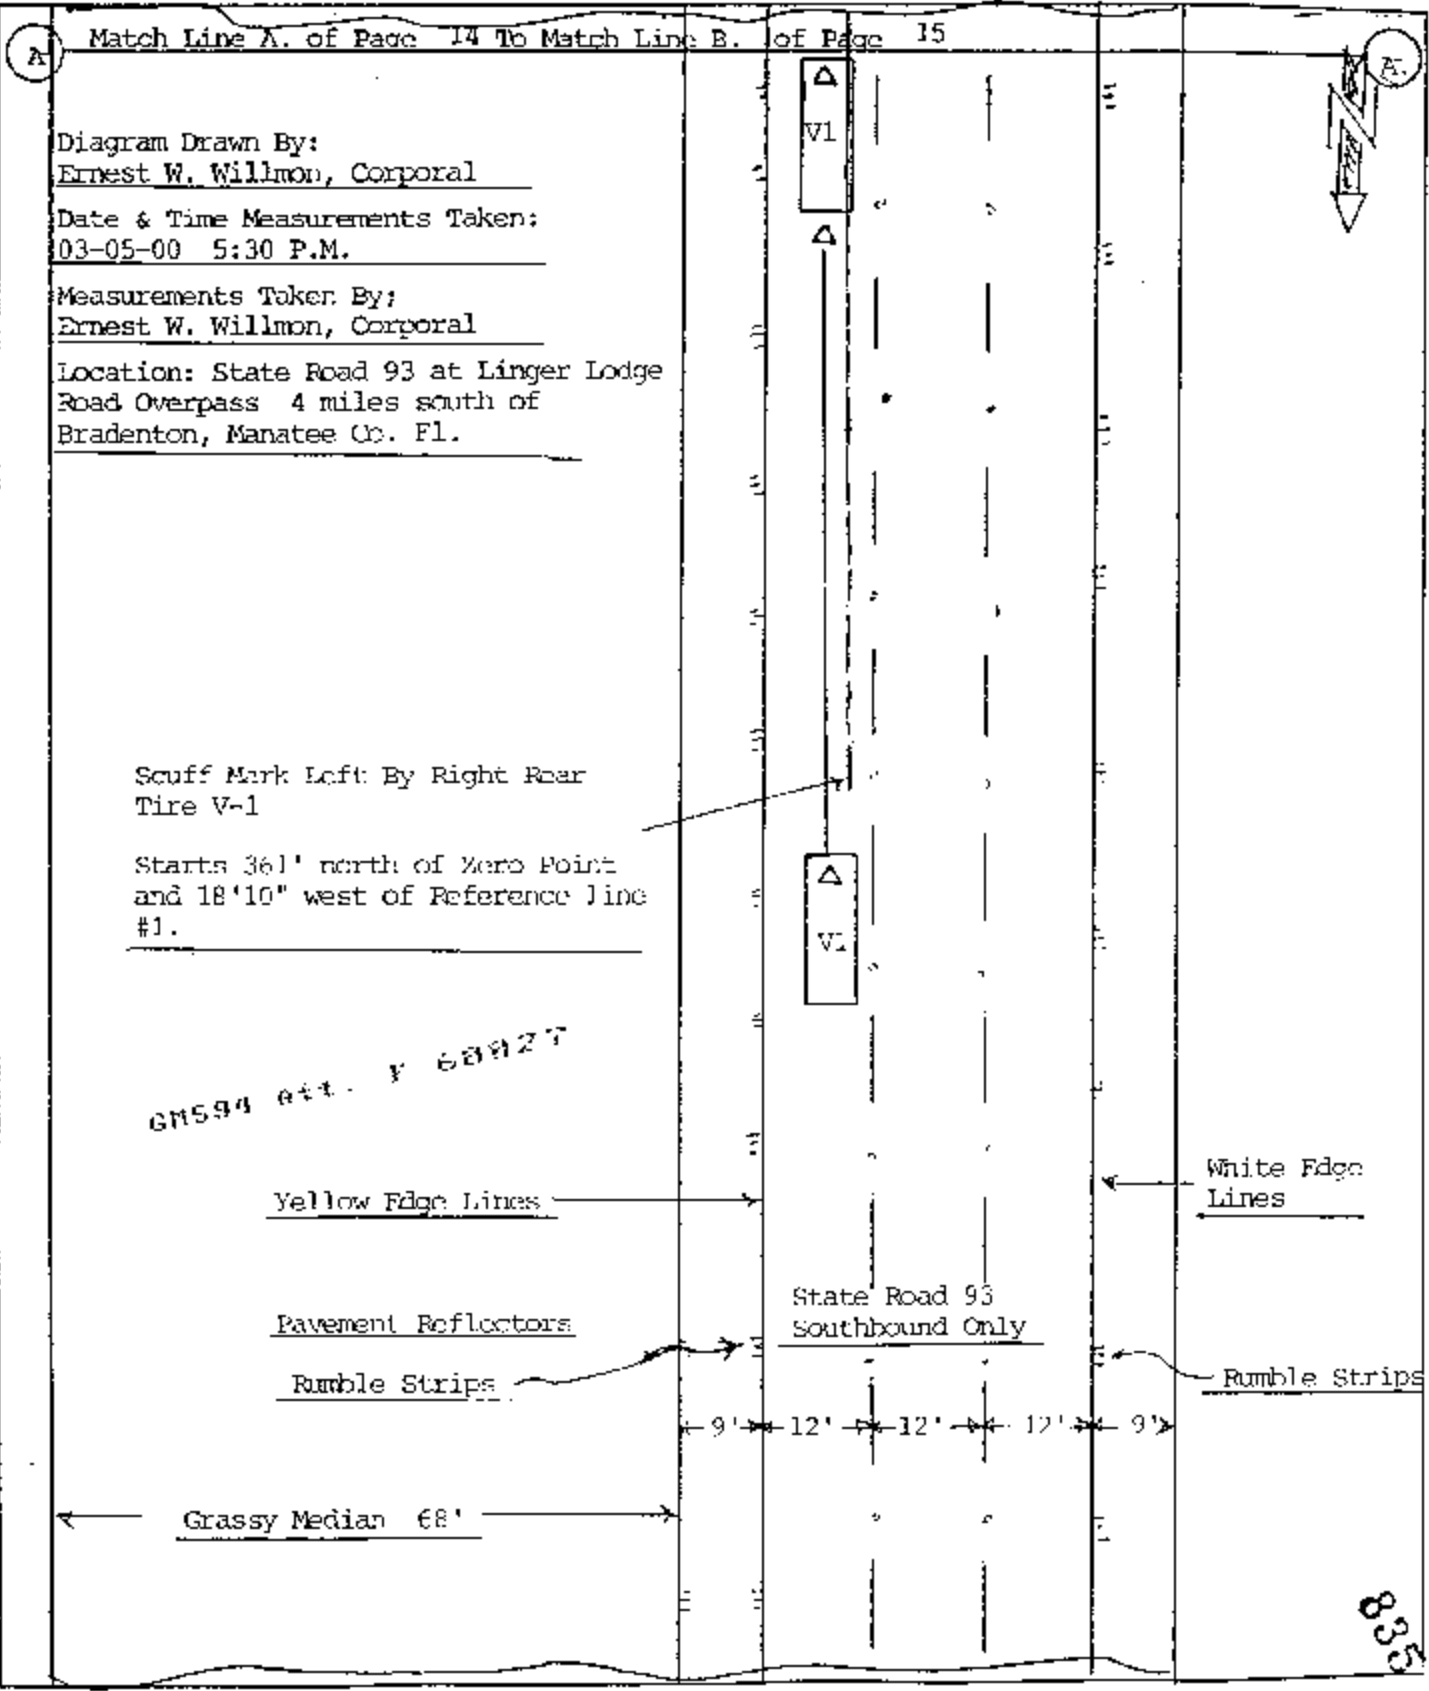 Match Line A. of Page 14 To Match Line B. of Page 15
A
A.
V1
Diagram Drawn By:
Ernest W. Willmon, Corporal
Date & Time Measurements Taken:
03-05-00 5:30 P.M.
Measurements Taken By;
Ernest W. Willmon, Corporal
Location: State Road 93 at Linger Lodge
Road Overpass 4 miles south of
Bradenton, Manatee Co. Fl.
Scuff Mark Left By Right Rear
Tire V-1
Starts 361' north of Zero Point
and 18'10" west of Reference line
#1.
V1
GM594 att.
White Edge
Lines
Yellow Edge Lines
State Road 93
Southbound Only
Pavement Reflectors
Rumble Strips
Rumble Strips
9' 12' 12' 12' 9'
Grassy Median 68'
835